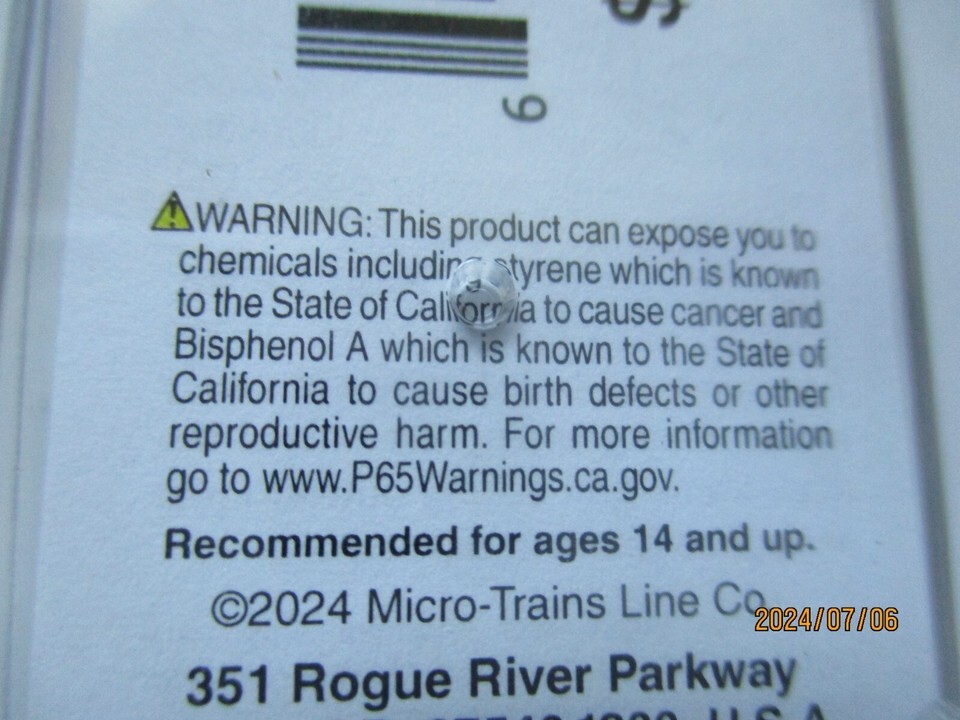 9
WARNING: This product can expose you to
chemicals including styrene which is known
to the State of California to cause cancer and
Bisphenol A which is known to the State of
California to cause birth defects or other
reproductive harm. For more information
go to www.P65Warnings.ca.gov.
Recommended for ages 14 and up.
©2024 Micro-Trains Line Co.
2024/07/06
351 Rogue River Parkway
U.S.A.